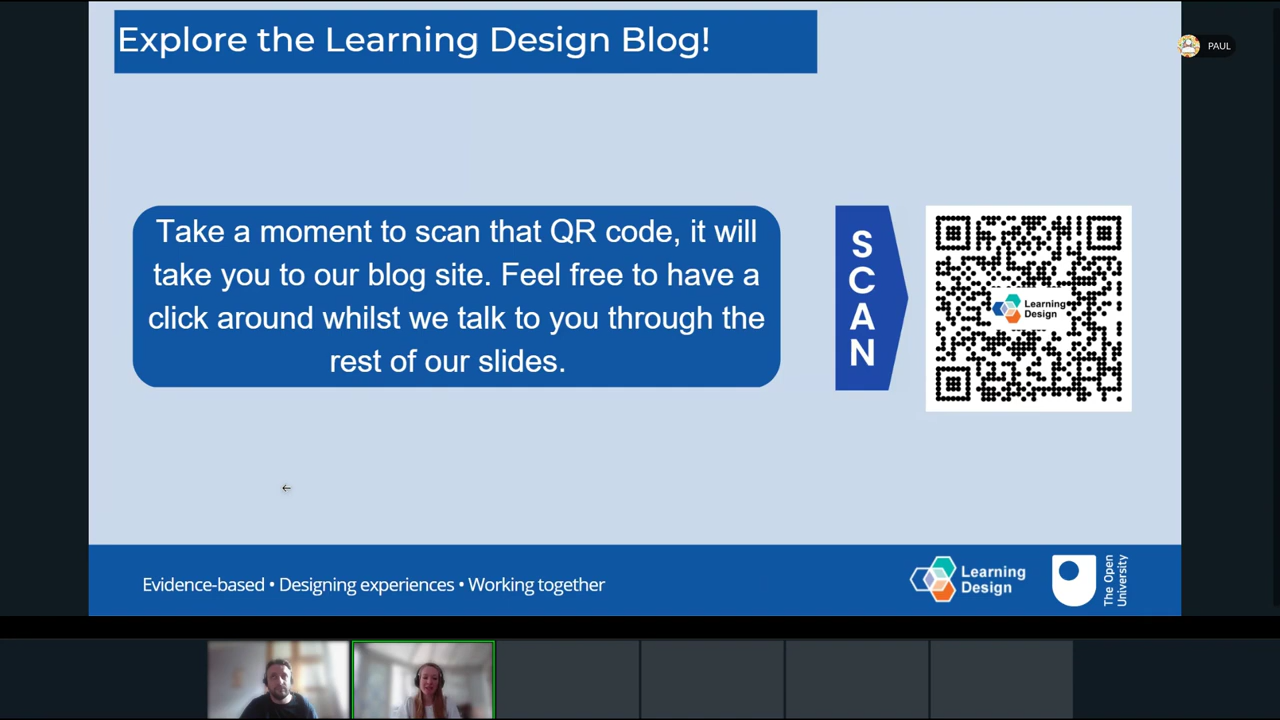 Explore the Learning Design Blog!
PAUL
Take a moment to scan that QR code, it will
take you to our blog site. Feel free to have a
click around whilst we talk to you through the
rest of our slides.
SCAN
Learning
Design
Evidence-based • Designing experiences • Working together
Learning
Design
The Open
University